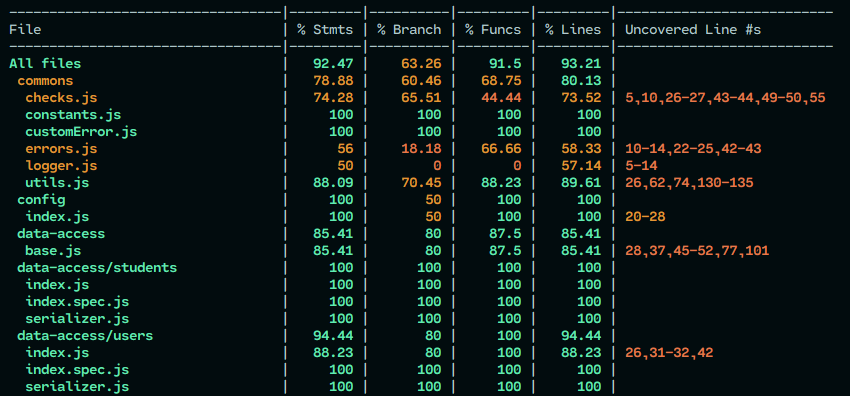 ---------------------------------|---------|----------|---------|---------|--------------------------
File                             | % Stmts | % Branch | % Funcs | % Lines | Uncovered Line #s
---------------------------------|---------|----------|---------|---------|--------------------------
All files                        |   92.47 |    63.26 |    91.5 |   93.21 |
 commons                         |   78.88 |    60.46 |   68.75 |   80.13 |
  checks.js                      |   74.28 |    65.51 |   44.44 |   73.52 | 5,10,26-27,43-44,49-50,55
  constants.js                   |     100 |      100 |     100 |     100 |
  customError.js                 |     100 |      100 |     100 |     100 |
  errors.js                      |      56 |    18.18 |   66.66 |   58.33 | 10-14,22-25,42-43
  logger.js                      |      50 |        0 |       0 |   57.14 | 5-14
  utils.js                       |   88.09 |    70.45 |   88.23 |   89.61 | 26,62,74,130-135
 config                          |     100 |       50 |     100 |     100 |
  index.js                       |     100 |       50 |     100 |     100 | 20-28
 data-access                     |   85.41 |       80 |    87.5 |   85.41 |
  base.js                        |   85.41 |       80 |    87.5 |   85.41 | 28,37,45-52,77,101
 data-access/students            |     100 |      100 |     100 |     100 |
  index.js                       |     100 |      100 |     100 |     100 |
  index.spec.js                  |     100 |      100 |     100 |     100 |
  serializer.js                  |     100 |      100 |     100 |     100 |
 data-access/users               |   94.44 |       80 |     100 |   94.44 |
  index.js                       |   88.23 |       80 |     100 |   88.23 | 26,31-32,42
  index.spec.js                  |     100 |      100 |     100 |     100 |
  serializer.js                  |     100 |      100 |     100 |     100 |